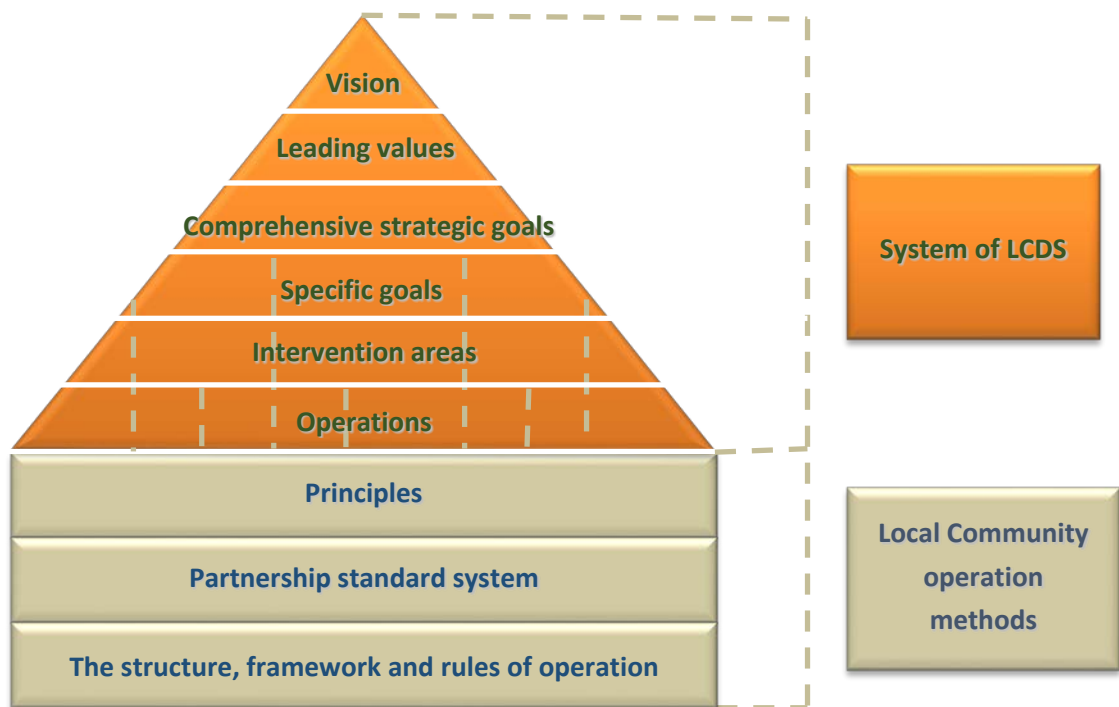 Vision
Leading values
Comprehensive strategic goals
Specific goals
Intervention areas
Operations
Principles
Partnership standard system
The structure, framework and rules of operation
System of LCDS
Local Community
operation
methods